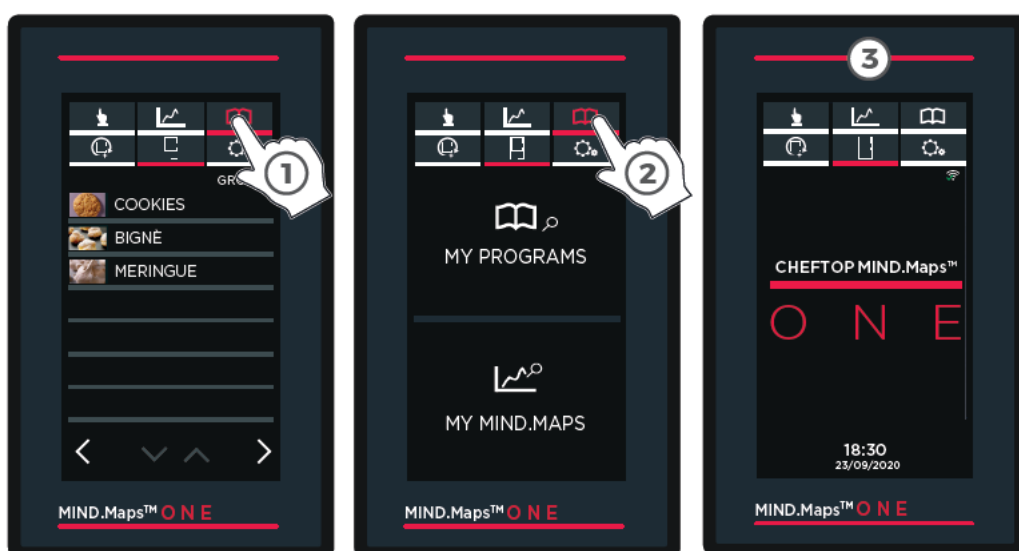 1
GRO
COOKIES
BIGNÈ
MERINGUE
MIND.Maps™ ONE
2
MY PROGRAMS
MY MIND.MAPS
MIND.Maps™ ONE
3
CHEFTOP MIND.Maps™
ONE
18:30
23/09/2020
MIND.Maps™ ONE